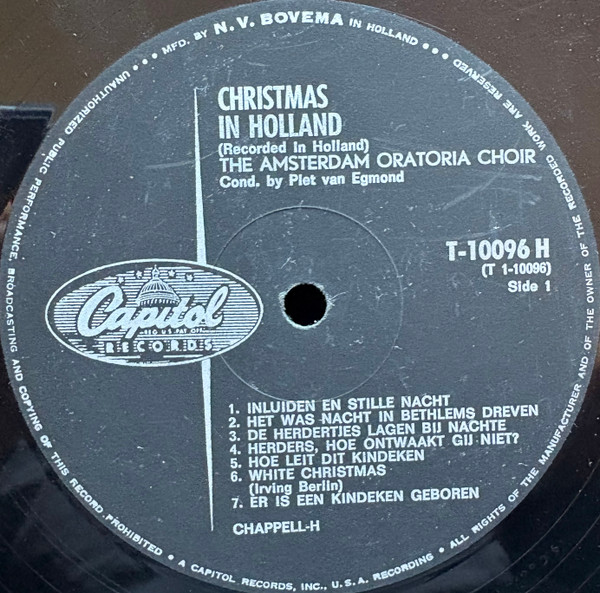 MFD. BY N.V. BOVEMA IN HOLLAND
CHRISTMAS
IN HOLLAND
(Recorded In Holland)
THE AMSTERDAM ORATORIA CHOIR
Cond. by Piet van Egmond
T-10096 H
(T 1-10096)
Side 1
Capitol
REG. U.S. PAT. OFF.
RECORDS
1. INLUIDEN EN STILLE NACHT
2. HET WAS NACHT IN BETHLEMS DREVEN
3. DE HERDERTJES LAGEN BIJ NACHTE
4. HERDERS, HOE ONTWAAKT GIJ NIET?
5. HOE LEIT DIT KINDEKEN
6. WHITE CHRISTMAS
(Irving Berlin)
7. ER IS EEN KINDEKEN GEBOREN
CHAPPELL-H
UNAUTHORIZED PUBLIC PERFORMANCE, BROADCASTING AND COPYING OF THIS RECORD PROHIBITED • A CAPITOL RECORDS, INC., U.S.A. RECORDING • ALL RIGHTS OF THE MANUFACTURER AND OF THE OWNER OF THE RECORDED WORK ARE RESERVED